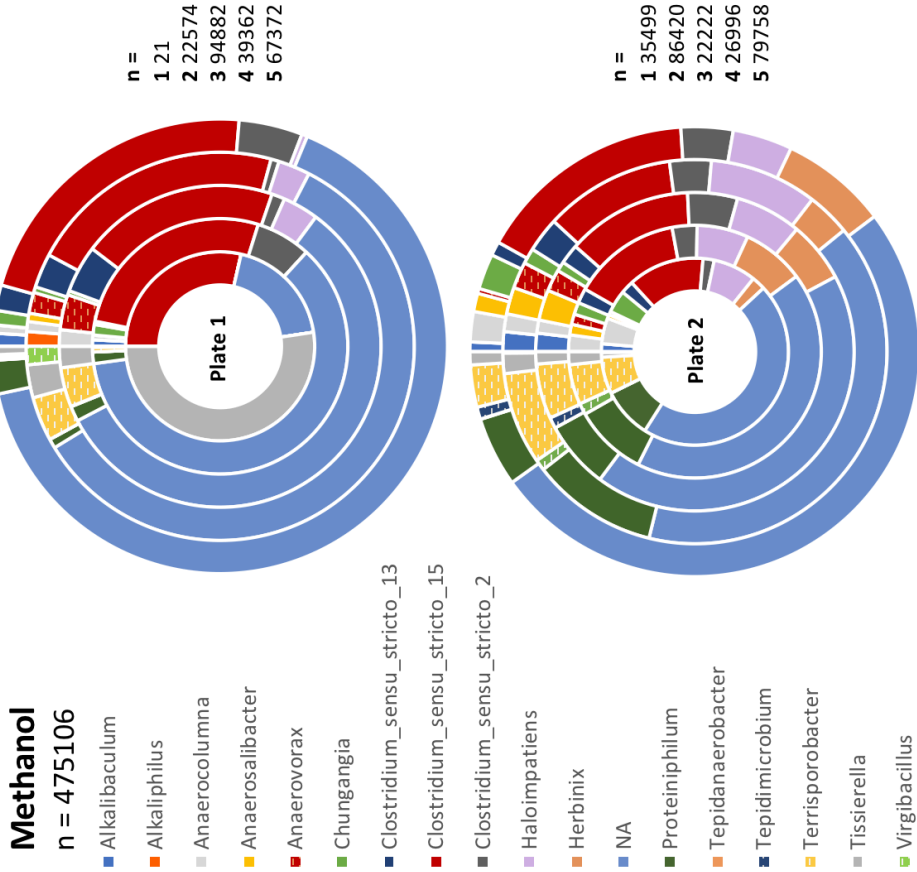 Methanol
n = 475106
Alkalibaculum
Alkaliphilus
Anaerocolumna
Anaerosalibacter
Anaerovorax
Chungangia
Clostridium_sensu_stricto_13
Clostridium_sensu_stricto_15
Clostridium_sensu_stricto_2
Haloimpatiens
Herbinix
NA
Proteiniphilum
Tepidanaerobacter
Tepidimicrobium
Terrisporobacter
Tissierella
Virgibacillus
Plate 1
n =
1 21
2 22574
3 94882
4 39362
5 67372
Plate 2
n =
1 35499
2 86420
3 22222
4 26996
5 79758